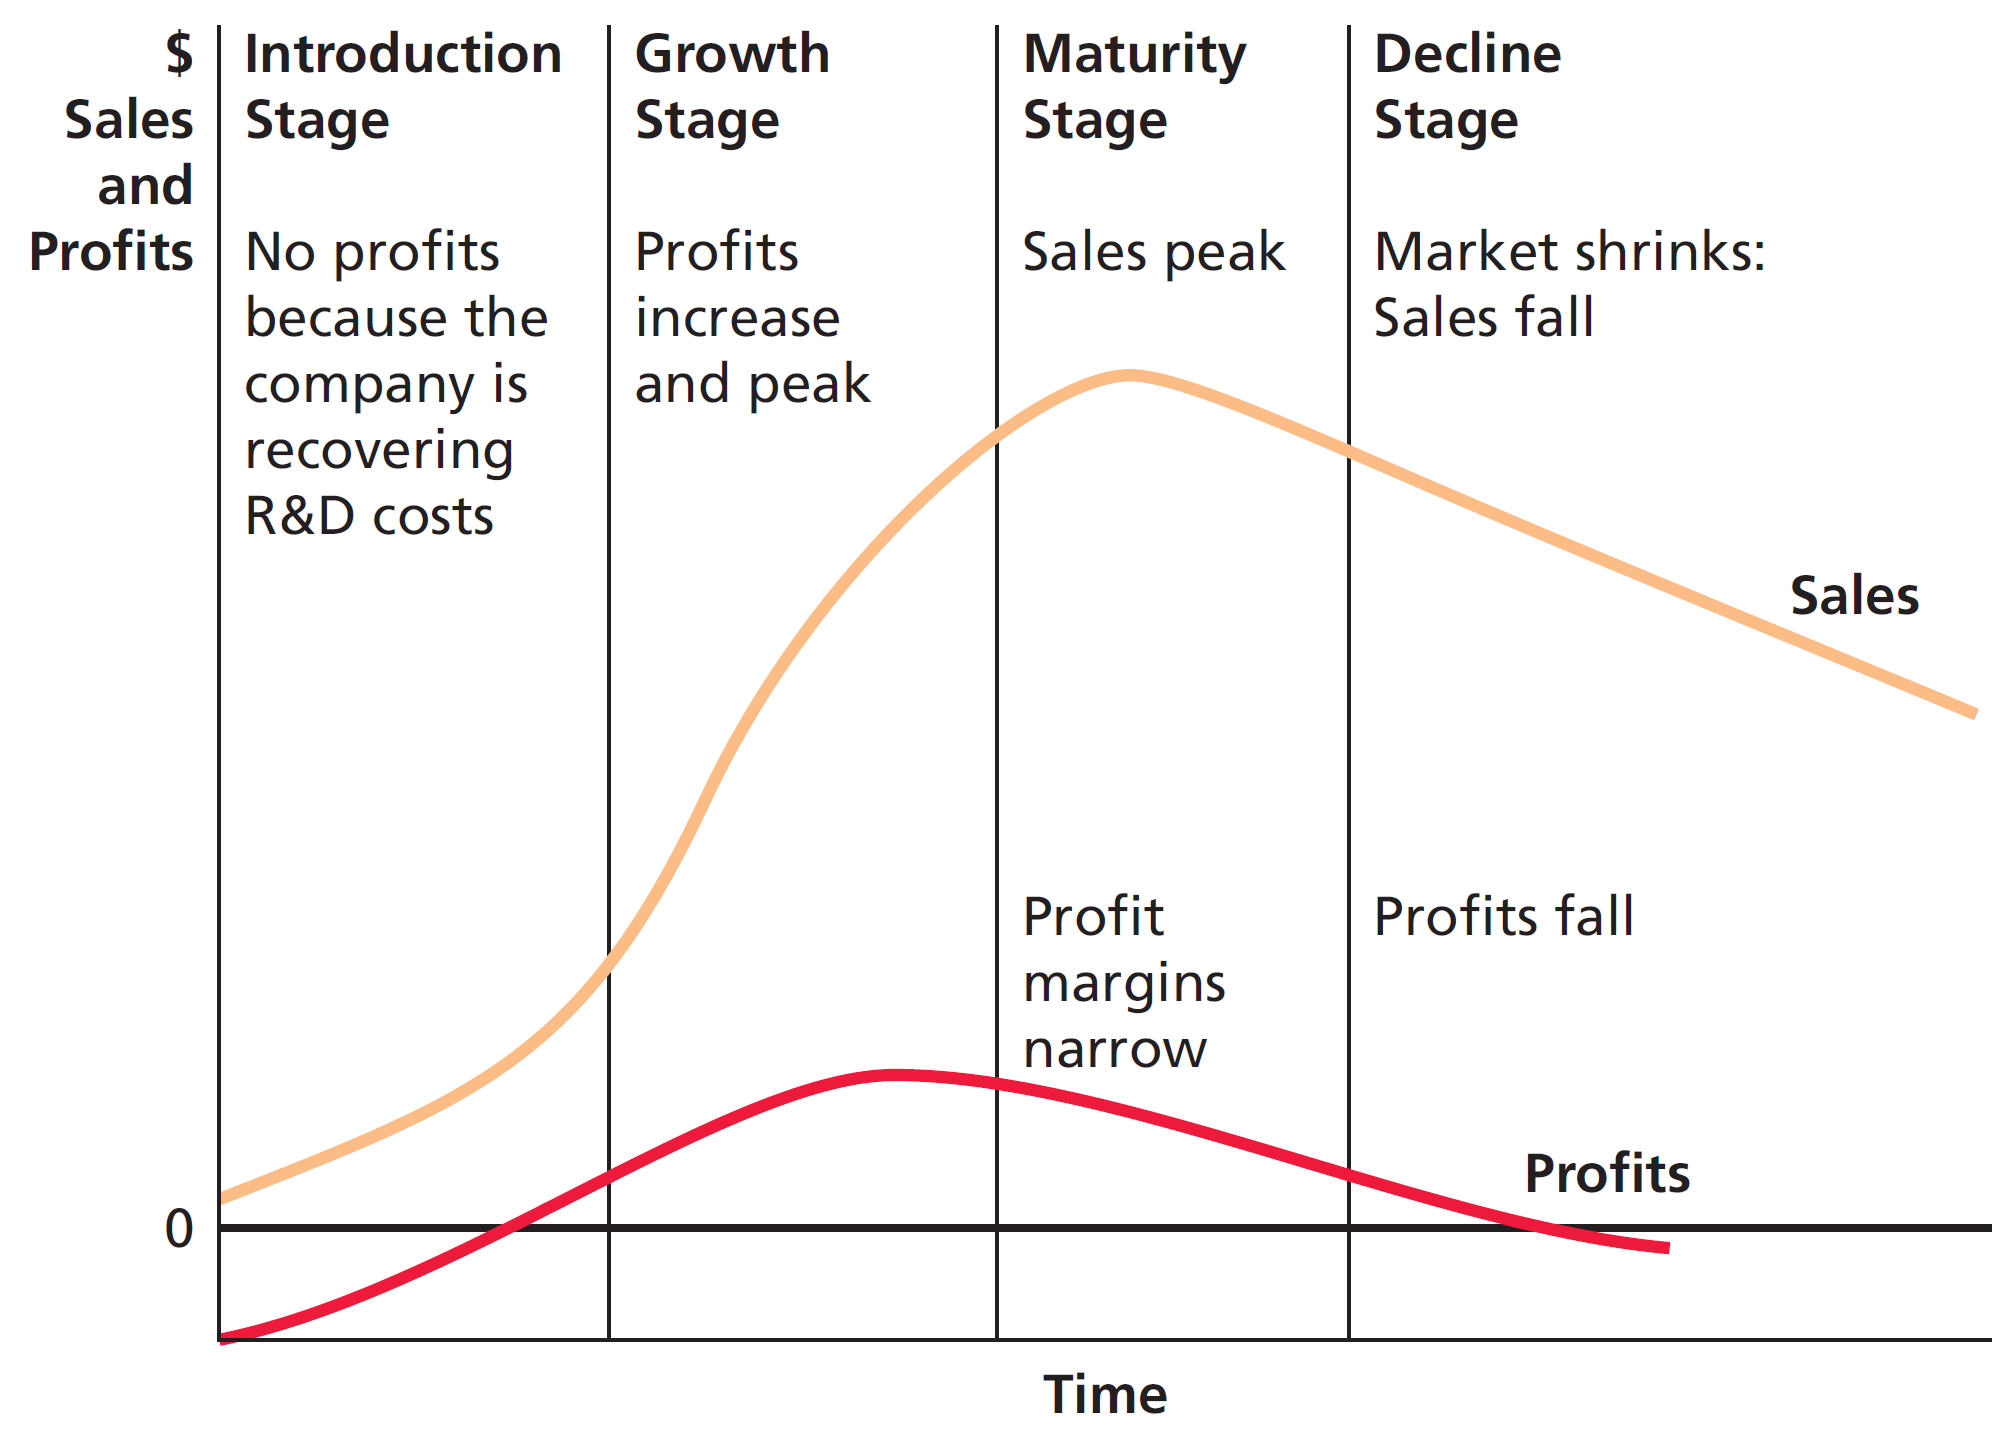 $
Sales
and
Profits
Introduction
Stage
No profits
because the
company is
recovering
R&D costs
Growth
Stage
Profits
increase
and peak
Maturity
Stage
Sales peak
Profit
margins
narrow
Decline
Stage
Market shrinks:
Sales fall
Profits fall
Sales
Profits
0
Time